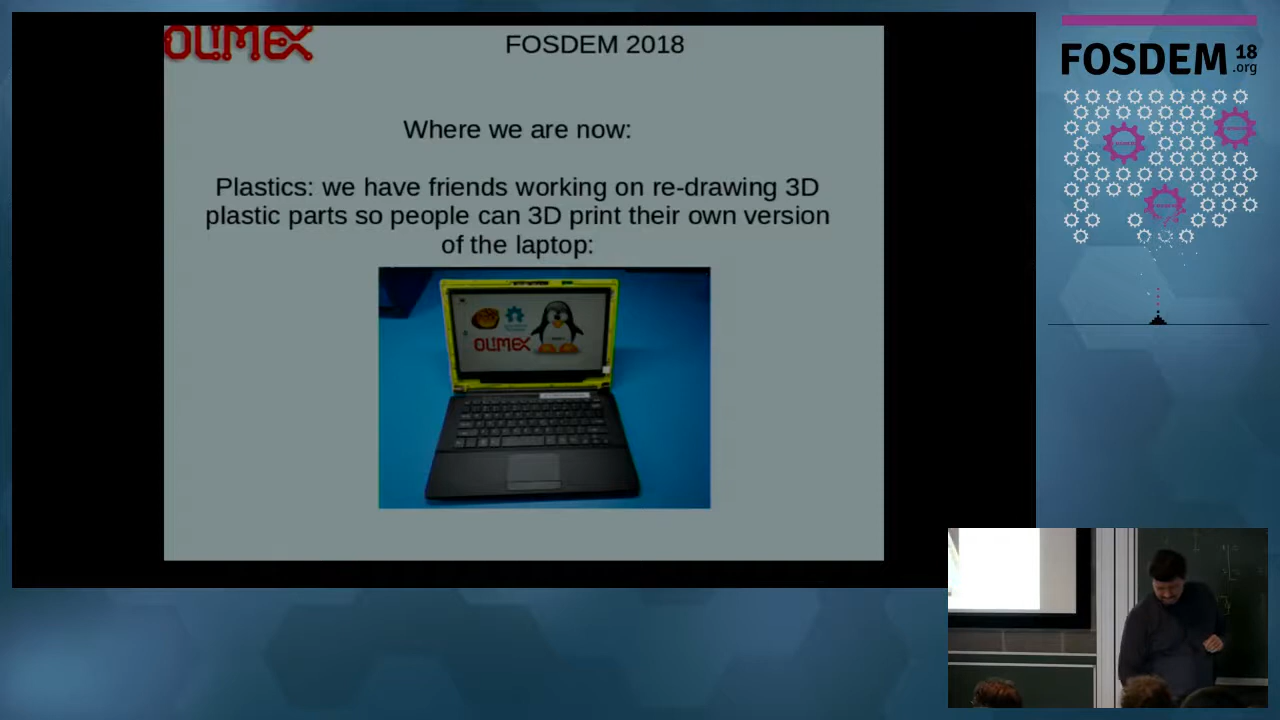 OLIMEX
FOSDEM 2018
Where we are now:
Plastics: we have friends working on re-drawing 3D
plastic parts so people can 3D print their own version
of the laptop:
OLIMEX
FOSDEM 18
.org